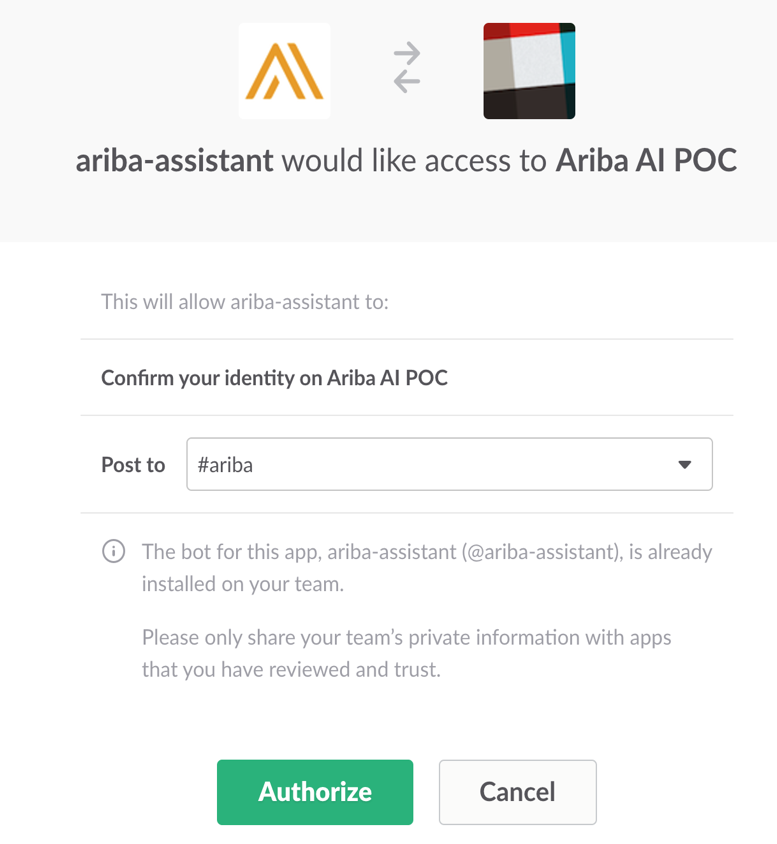 ariba-assistant would like access to Ariba AI POC
This will allow ariba-assistant to:
Confirm your identity on Ariba AI POC
Post to #ariba
The bot for this app, ariba-assistant (@ariba-assistant), is already
installed on your team.
Please only share your team's private information with apps
that you have reviewed and trust.
Authorize Cancel